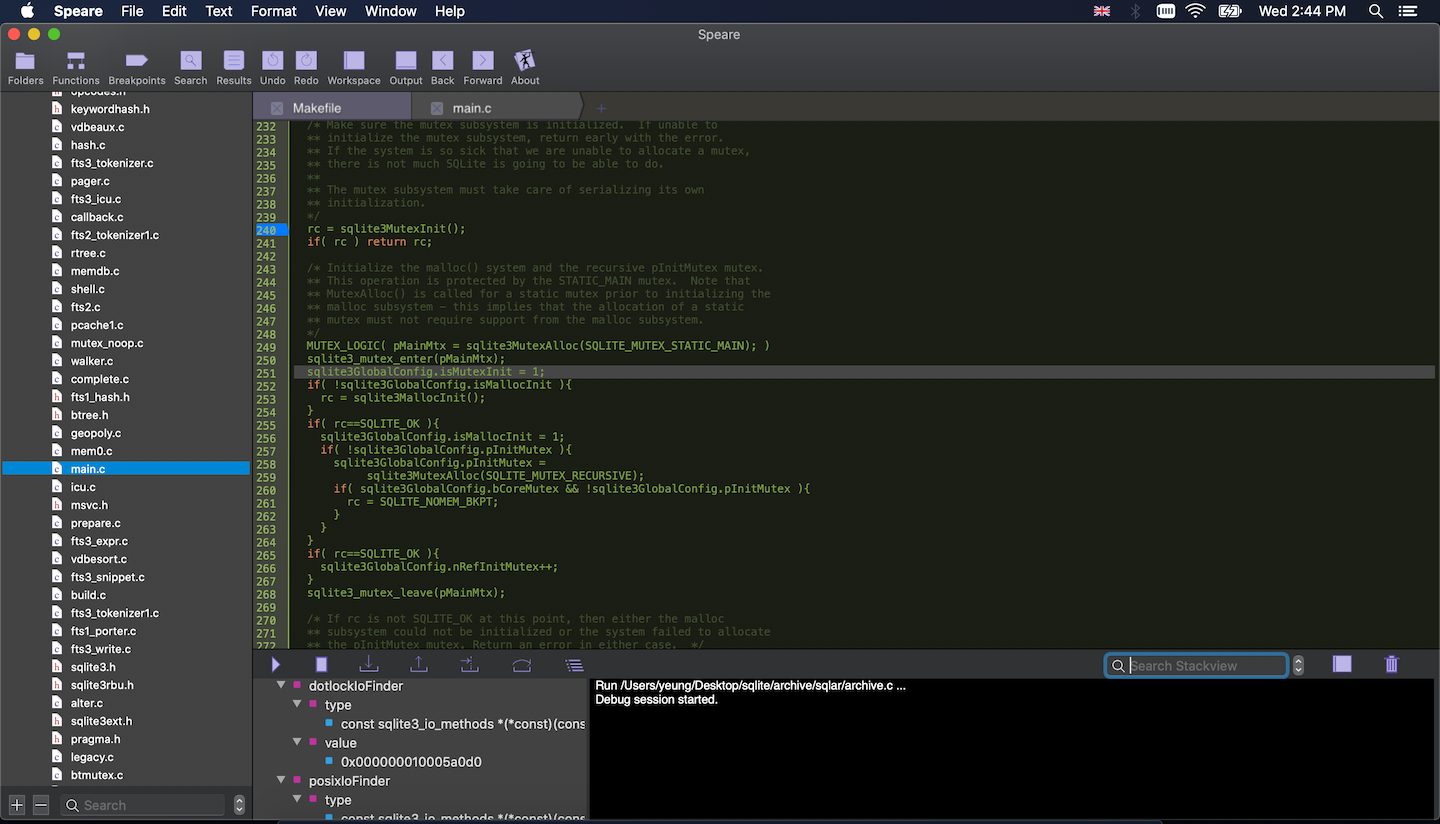 Speare File Edit Text Format View Window Help Wed 2:44 PM
Speare
Folders Functions Breakpoints Search Results Undo Redo Workspace Output Back Forward About
opcodes.h
keywordhash.h
vdbeaux.c
hash.c
fts3_tokenizer.c
pager.c
fts3_icu.c
callback.c
fts2_tokenizer1.c
rtree.c
memdb.c
shell.c
fts2.c
pcache1.c
mutex_noop.c
walker.c
complete.c
fts1_hash.h
btree.h
geopoly.c
mem0.c
main.c
icu.c
msvc.h
prepare.c
fts3_expr.c
vdbesort.c
fts3_snippet.c
build.c
fts3_tokenizer1.c
fts1_porter.c
fts3_write.c
sqlite3.h
sqlite3rbu.h
alter.c
sqlite3ext.h
pragma.h
legacy.c
btmutex.c
Search
Makefile main.c
232 /* Make sure the mutex subsystem is initialized.  If unable to
233 ** initialize the mutex subsystem, return early with the error.
234 ** If the system is so sick that we are unable to allocate a mutex,
235 ** there is not much SQLite is going to be able to do.
236 **
237 ** The mutex subsystem must take care of serializing its own
238 ** initialization.
239 */
240 rc = sqlite3MutexInit();
241 if( rc ) return rc;
242
243 /* Initialize the malloc() system and the recursive pInitMutex mutex.
244 ** This operation is protected by the STATIC_MAIN mutex.  Note that
245 ** MutexAlloc() is called for a static mutex prior to initializing the
246 ** malloc subsystem - this implies that the allocation of a static
247 ** mutex must not require support from the malloc subsystem.
248 */
249 MUTEX_LOGIC( pMainMtx = sqlite3MutexAlloc(SQLITE_MUTEX_STATIC_MAIN); )
250 sqlite3_mutex_enter(pMainMtx);
251 sqlite3GlobalConfig.isMutexInit = 1;
252 if( !sqlite3GlobalConfig.isMallocInit ){
253 rc = sqlite3MallocInit();
254 }
255 if( rc==SQLITE_OK ){
256 sqlite3GlobalConfig.isMallocInit = 1;
257 if( !sqlite3GlobalConfig.pInitMutex ){
258 sqlite3GlobalConfig.pInitMutex =
259 sqlite3MutexAlloc(SQLITE_MUTEX_RECURSIVE);
260 if( sqlite3GlobalConfig.bCoreMutex && !sqlite3GlobalConfig.pInitMutex ){
261 rc = SQLITE_NOMEM_BKPT;
262 }
263 }
264 }
265 if( rc==SQLITE_OK ){
266 sqlite3GlobalConfig.nRefInitMutex++;
267 }
268 sqlite3_mutex_leave(pMainMtx);
269
270 /* If rc is not SQLITE_OK at this point, then either the malloc
271 ** subsystem could not be initialized or the system failed to allocate
272 ** the pInitMutex mutex. Return an error in either case.  */
Search Stackview
dotlockIoFinder
type
const sqlite3_io_methods *(*const)(cons
value
0x000000010005a0d0
posixIoFinder
type
const sqlite3_io_methods *(*const)(cons
Run /Users/yeung/Desktop/sqlite/archive/sqlar/archive.c ...
Debug session started.